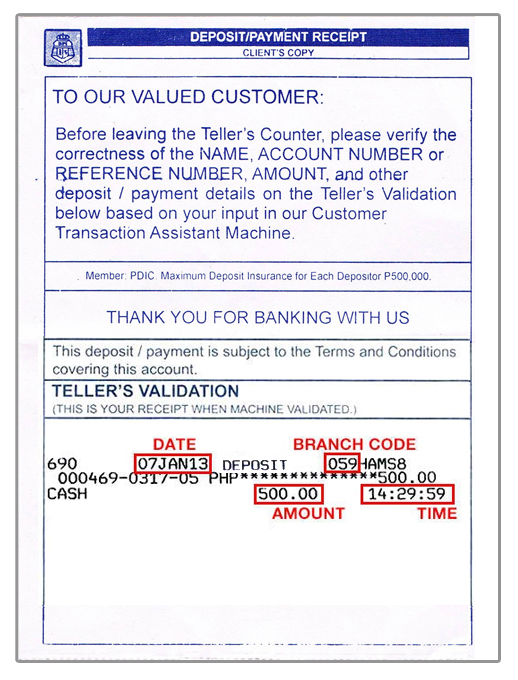 DEPOSIT/PAYMENT RECEIPT
CLIENT'S COPY
TO OUR VALUED CUSTOMER:
Before leaving the Teller's Counter, please verify the
correctness of the NAME, ACCOUNT NUMBER or
REFERENCE NUMBER, AMOUNT, and other
deposit / payment details on the Teller's Validation
below based on your input in our Customer
Transaction Assistant Machine.
Member: PDIC. Maximum Deposit Insurance for Each Depositor P500,000.
THANK YOU FOR BANKING WITH US
This deposit / payment is subject to the Terms and Conditions
covering this account.
TELLER'S VALIDATION
(THIS IS YOUR RECEIPT WHEN MACHINE VALIDATED.)
DATE BRANCH CODE
690 07JAN13 DEPOSIT 059HAMS8
000469-0317-05 PHP**************500.00
CASH 500.00 14:29:59
AMOUNT TIME